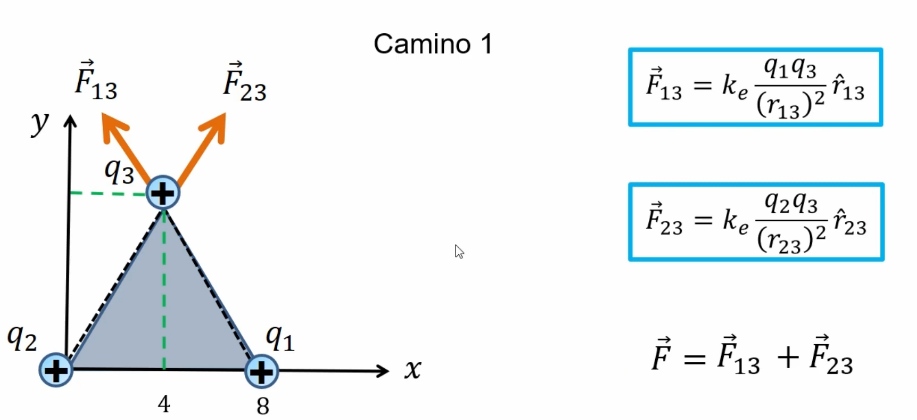 Camino 1
$\vec{F}_{13}$ $\vec{F}_{23}$
$\vec{F}_{13} = k_e \frac{q_1 q_3}{(r_{13})^2} \hat{r}_{13}$
y
$q_3$
+
$\vec{F}_{23} = k_e \frac{q_2 q_3}{(r_{23})^2} \hat{r}_{23}$
$q_2$ $q_1$
$\vec{F} = \vec{F}_{13} + \vec{F}_{23}$
+ + x
4 8